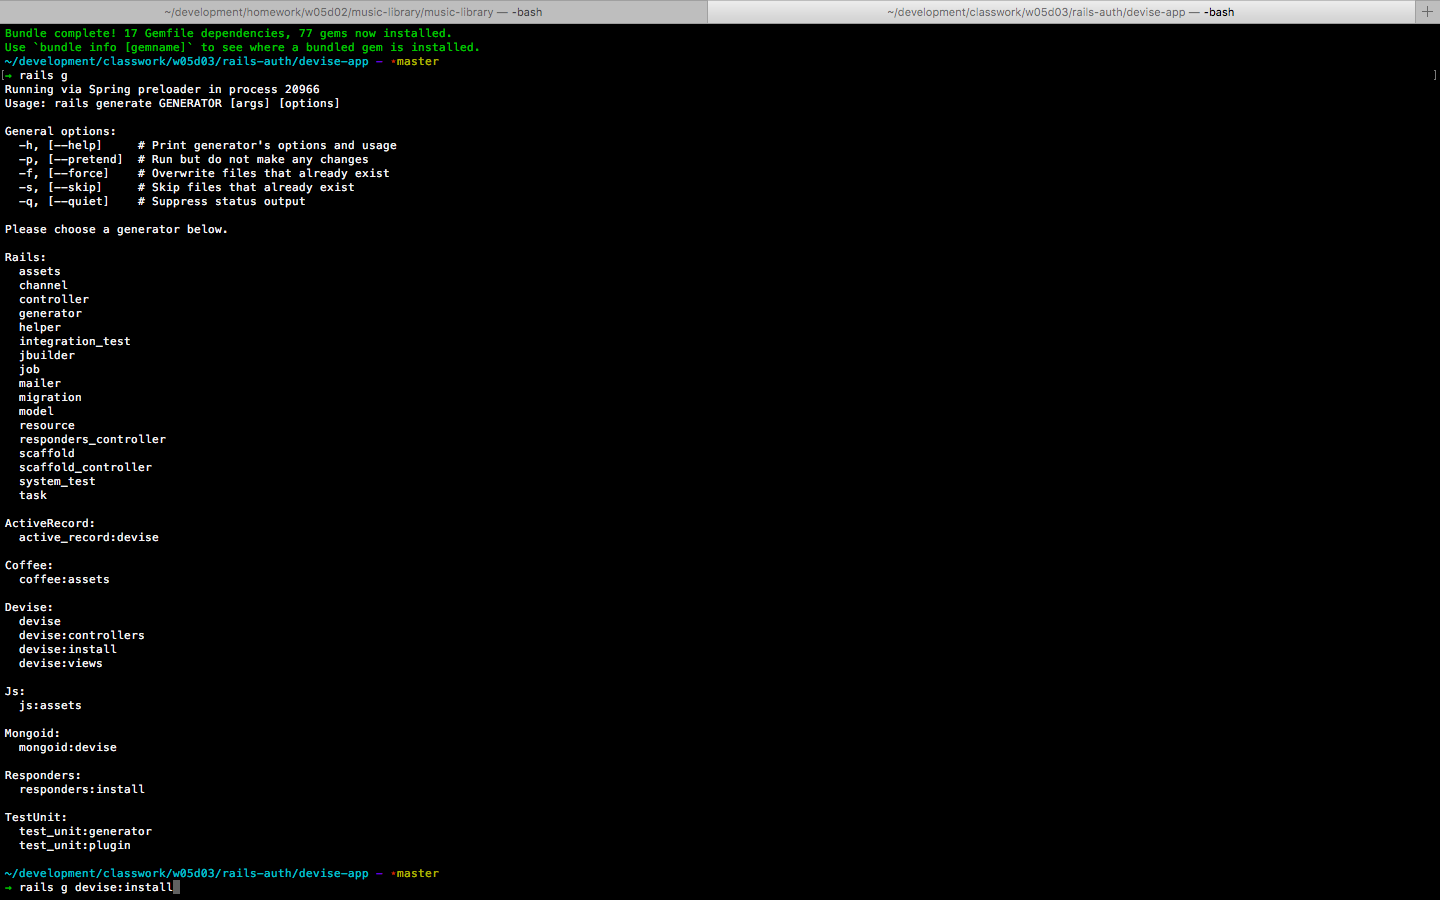 ~/development/homework/w05d02/music-library/music-library — -bash
~/development/classwork/w05d03/rails-auth/devise-app — -bash
+
Bundle complete! 17 Gemfile dependencies, 77 gems now installed.
Use `bundle info [gemname]` to see where a bundled gem is installed.
~/development/classwork/w05d03/rails-auth/devise-app – •master
[→ rails g ]
Running via Spring preloader in process 20966
Usage: rails generate GENERATOR [args] [options]
General options:
  -h, [--help]     # Print generator's options and usage
  -p, [--pretend]  # Run but do not make any changes
  -f, [--force]    # Overwrite files that already exist
  -s, [--skip]     # Skip files that already exist
  -q, [--quiet]    # Suppress status output
Please choose a generator below.
Rails:
  assets
  channel
  controller
  generator
  helper
  integration_test
  jbuilder
  job
  mailer
  migration
  model
  resource
  responders_controller
  scaffold
  scaffold_controller
  system_test
  task
ActiveRecord:
  active_record:devise
Coffee:
  coffee:assets
Devise:
  devise
  devise:controllers
  devise:install
  devise:views
Js:
  js:assets
Mongoid:
  mongoid:devise
Responders:
  responders:install
TestUnit:
  test_unit:generator
  test_unit:plugin
~/development/classwork/w05d03/rails-auth/devise-app – •master
→ rails g devise:install